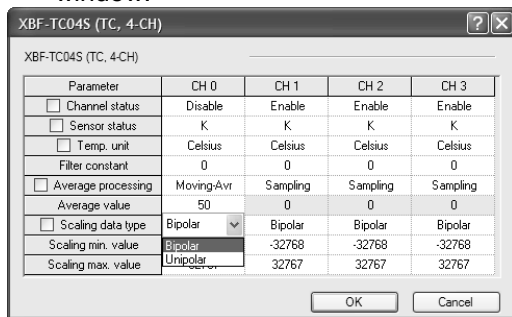 XBF-TC04S (TC, 4-CH)
XBF-TC04S (TC, 4-CH)
Parameter CH 0 CH 1 CH 2 CH 3
Channel status Disable Enable Enable Enable
Sensor status K K K K
Temp. unit Celsius Celsius Celsius Celsius
Filter constant 0 0 0 0
Average processing Moving-Avr Sampling Sampling Sampling
Average value 50 0 0 0
Scaling data type Bipolar Bipolar Bipolar Bipolar
Scaling min. value Bipolar -32768 -32768 -32768
Unipolar
Scaling max. value 32767 32767 32767
OK Cancel